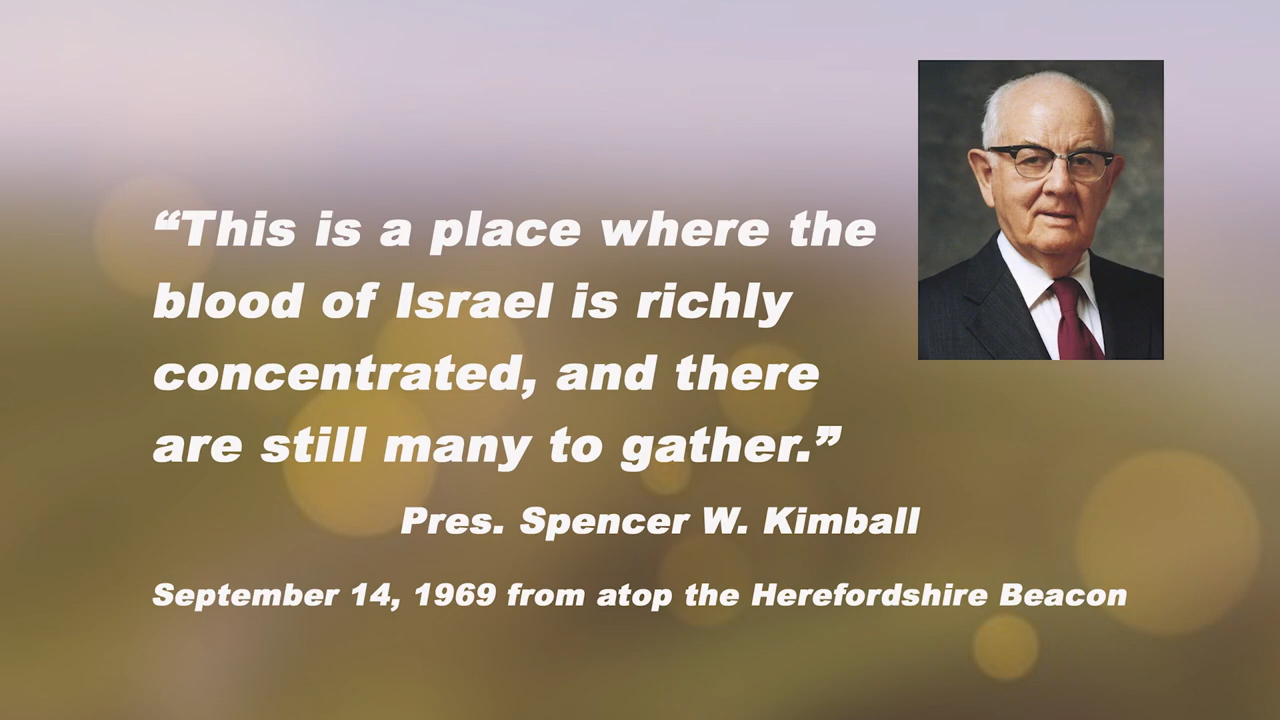 “This is a place where the
blood of Israel is richly
concentrated, and there
are still many to gather.”
Pres. Spencer W. Kimball
September 14, 1969 from atop the Herefordshire Beacon